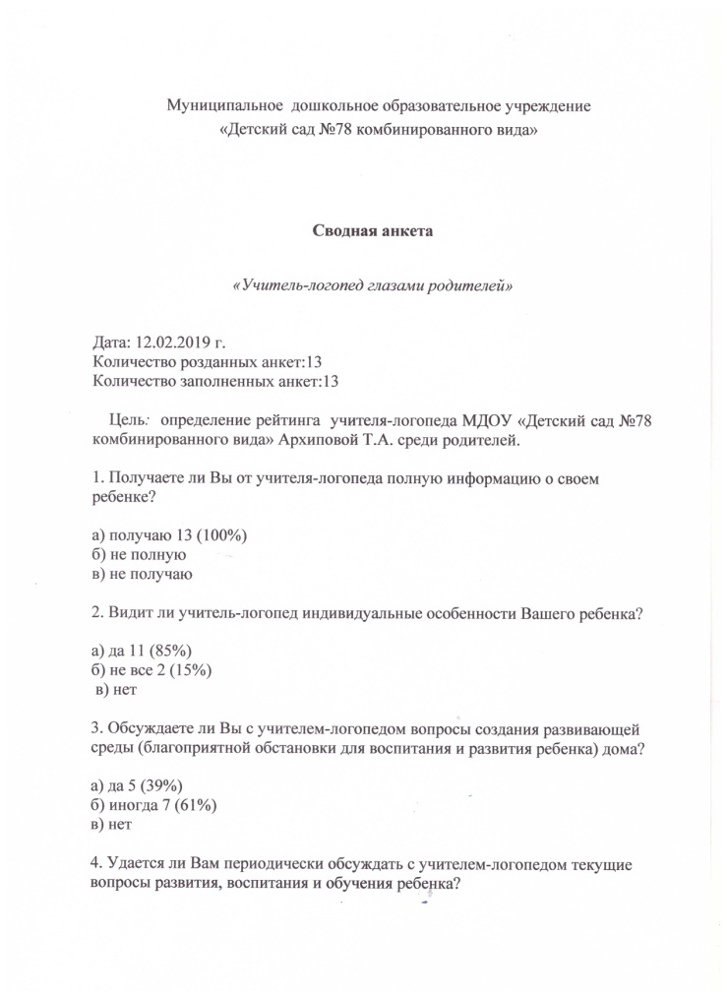 Муниципальное  дошкольное образовательное учреждение
«Детский сад №78 комбинированного вида»
Сводная анкета
«Учитель-логопед глазами родителей»
Дата: 12.02.2019 г.
Количество розданных анкет:13
Количество заполненных анкет:13
Цель:  определение рейтинга  учителя-логопеда МДОУ «Детский сад №78
комбинированного вида» Архиповой Т.А. среди родителей.
1. Получаете ли Вы от учителя-логопеда полную информацию о своем
ребенке?
а) получаю 13 (100%)
б) не полную
в) не получаю
2. Видит ли учитель-логопед индивидуальные особенности Вашего ребенка?
а) да 11 (85%)
б) не все 2 (15%)
в) нет
3. Обсуждаете ли Вы с учителем-логопедом вопросы создания развивающей
среды (благоприятной обстановки для воспитания и развития ребенка) дома?
а) да 5 (39%)
б) иногда 7 (61%)
в) нет
4. Удается ли Вам периодически обсуждать с учителем-логопедом текущие
вопросы развития, воспитания и обучения ребенка?